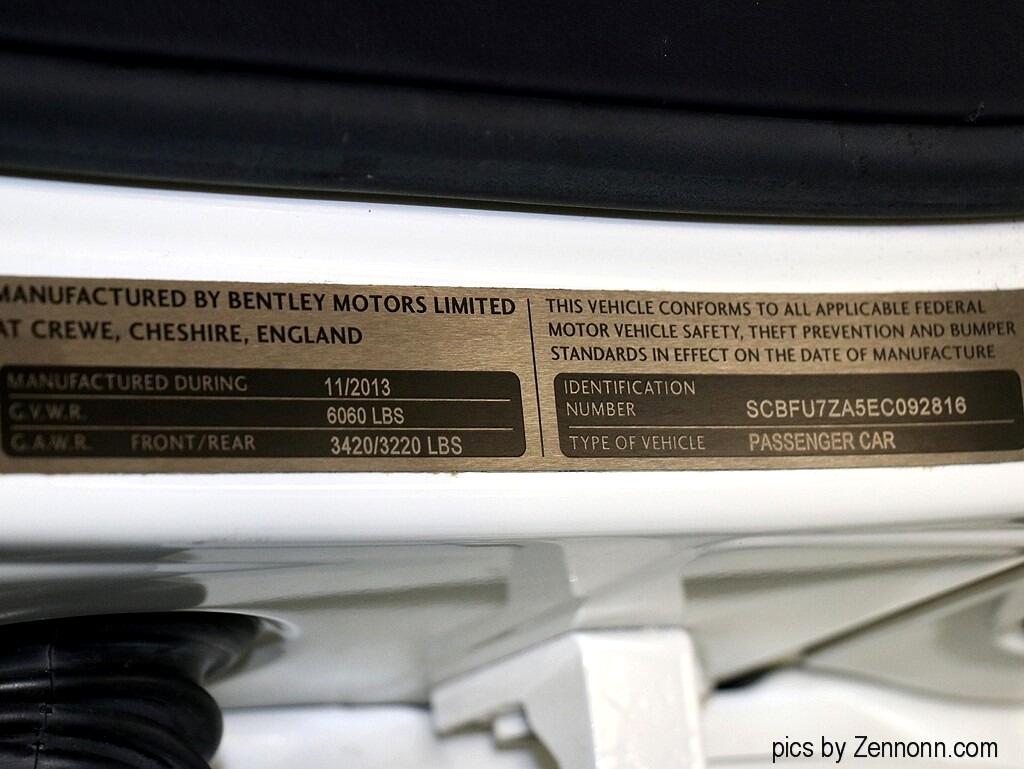 MANUFACTURED BY BENTLEY MOTORS LIMITED
AT CREWE, CHESHIRE, ENGLAND
MANUFACTURED DURING 11/2013
G.V.W.R. 6060 LBS
G.A.W.R. FRONT/REAR 3420/3220 LBS
THIS VEHICLE CONFORMS TO ALL APPLICABLE FEDERAL
MOTOR VEHICLE SAFETY, THEFT PREVENTION AND BUMPER
STANDARDS IN EFFECT ON THE DATE OF MANUFACTURE
IDENTIFICATION
NUMBER SCBFU7ZA5EC092816
TYPE OF VEHICLE PASSENGER CAR
pics by Zennonn.com